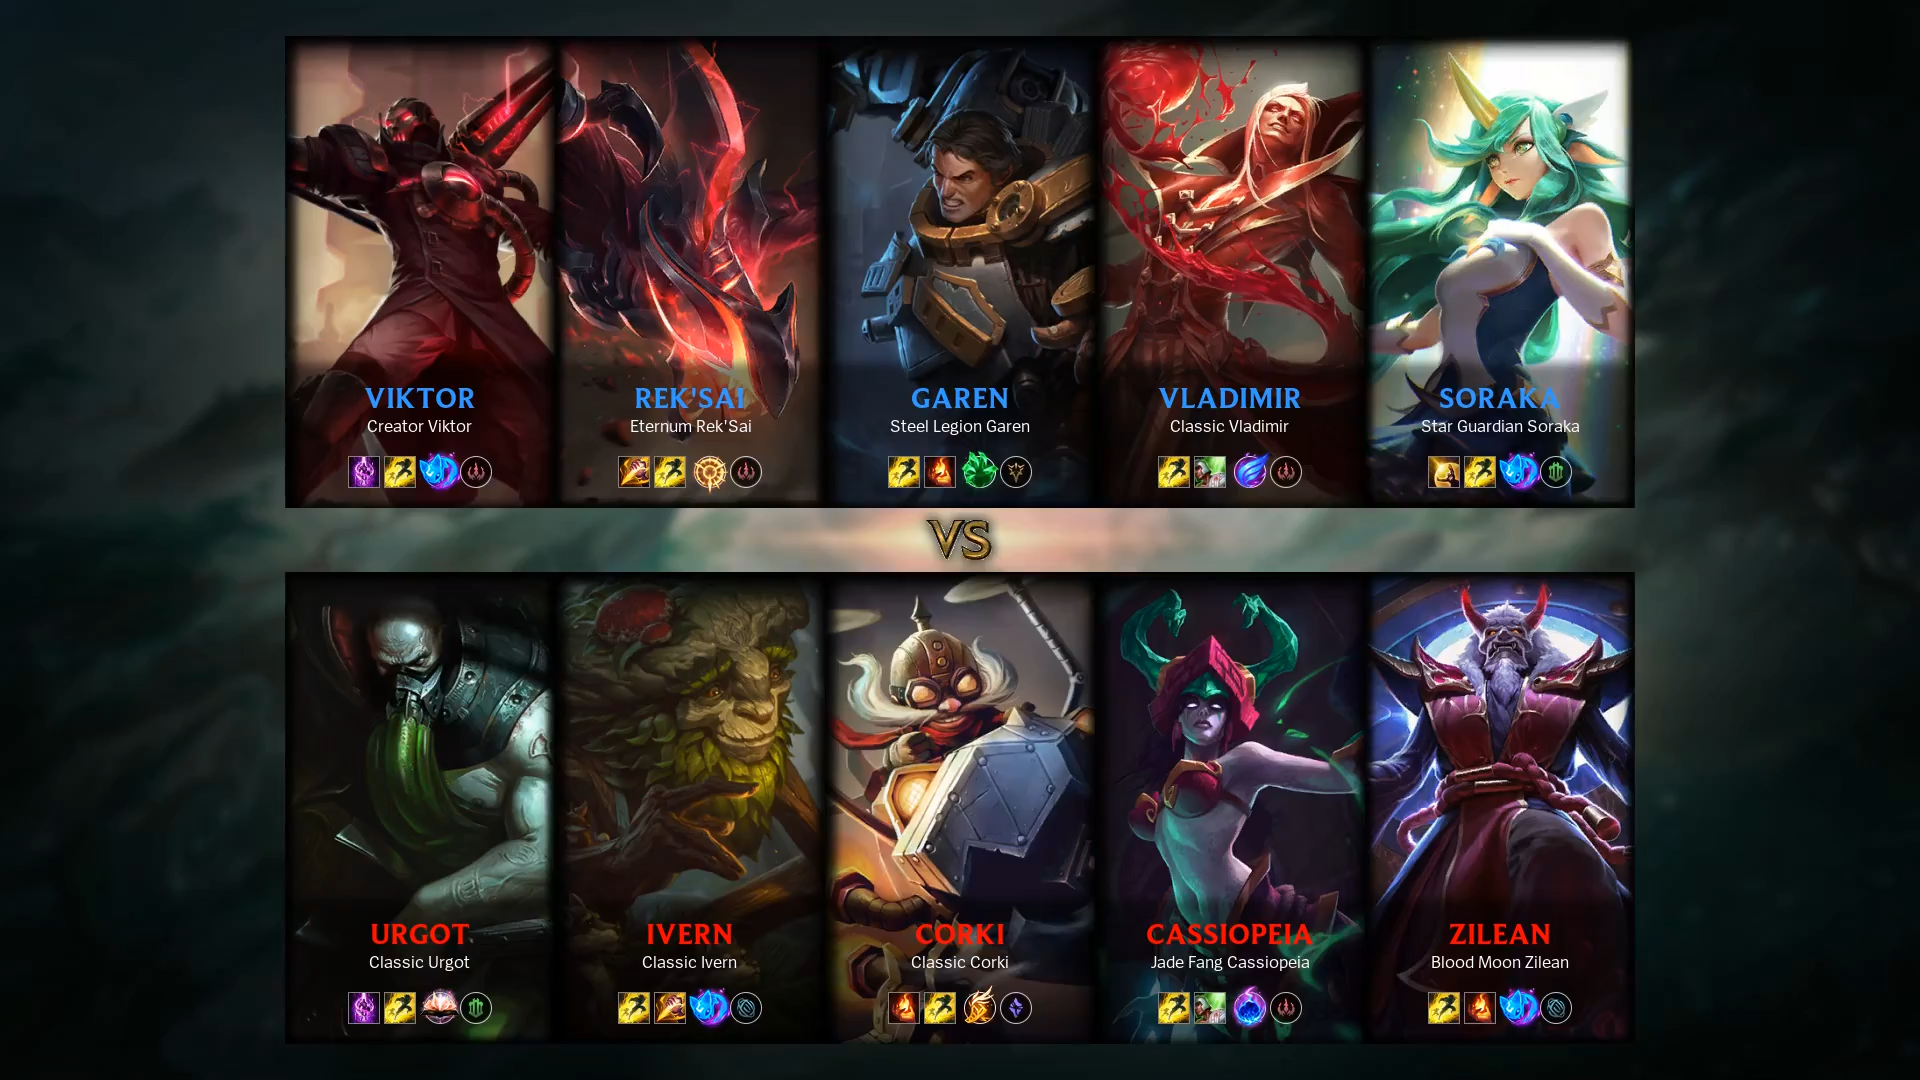 VIKTOR
Creator Viktor
REK'SAI
Eternum Rek'Sai
GAREN
Steel Legion Garen
VLADIMIR
Classic Vladimir
SORAKA
Star Guardian Soraka
VS
URGOT
Classic Urgot
IVERN
Classic Ivern
CORKI
Classic Corki
CASSIOPEIA
Jade Fang Cassiopeia
ZILEAN
Blood Moon Zilean